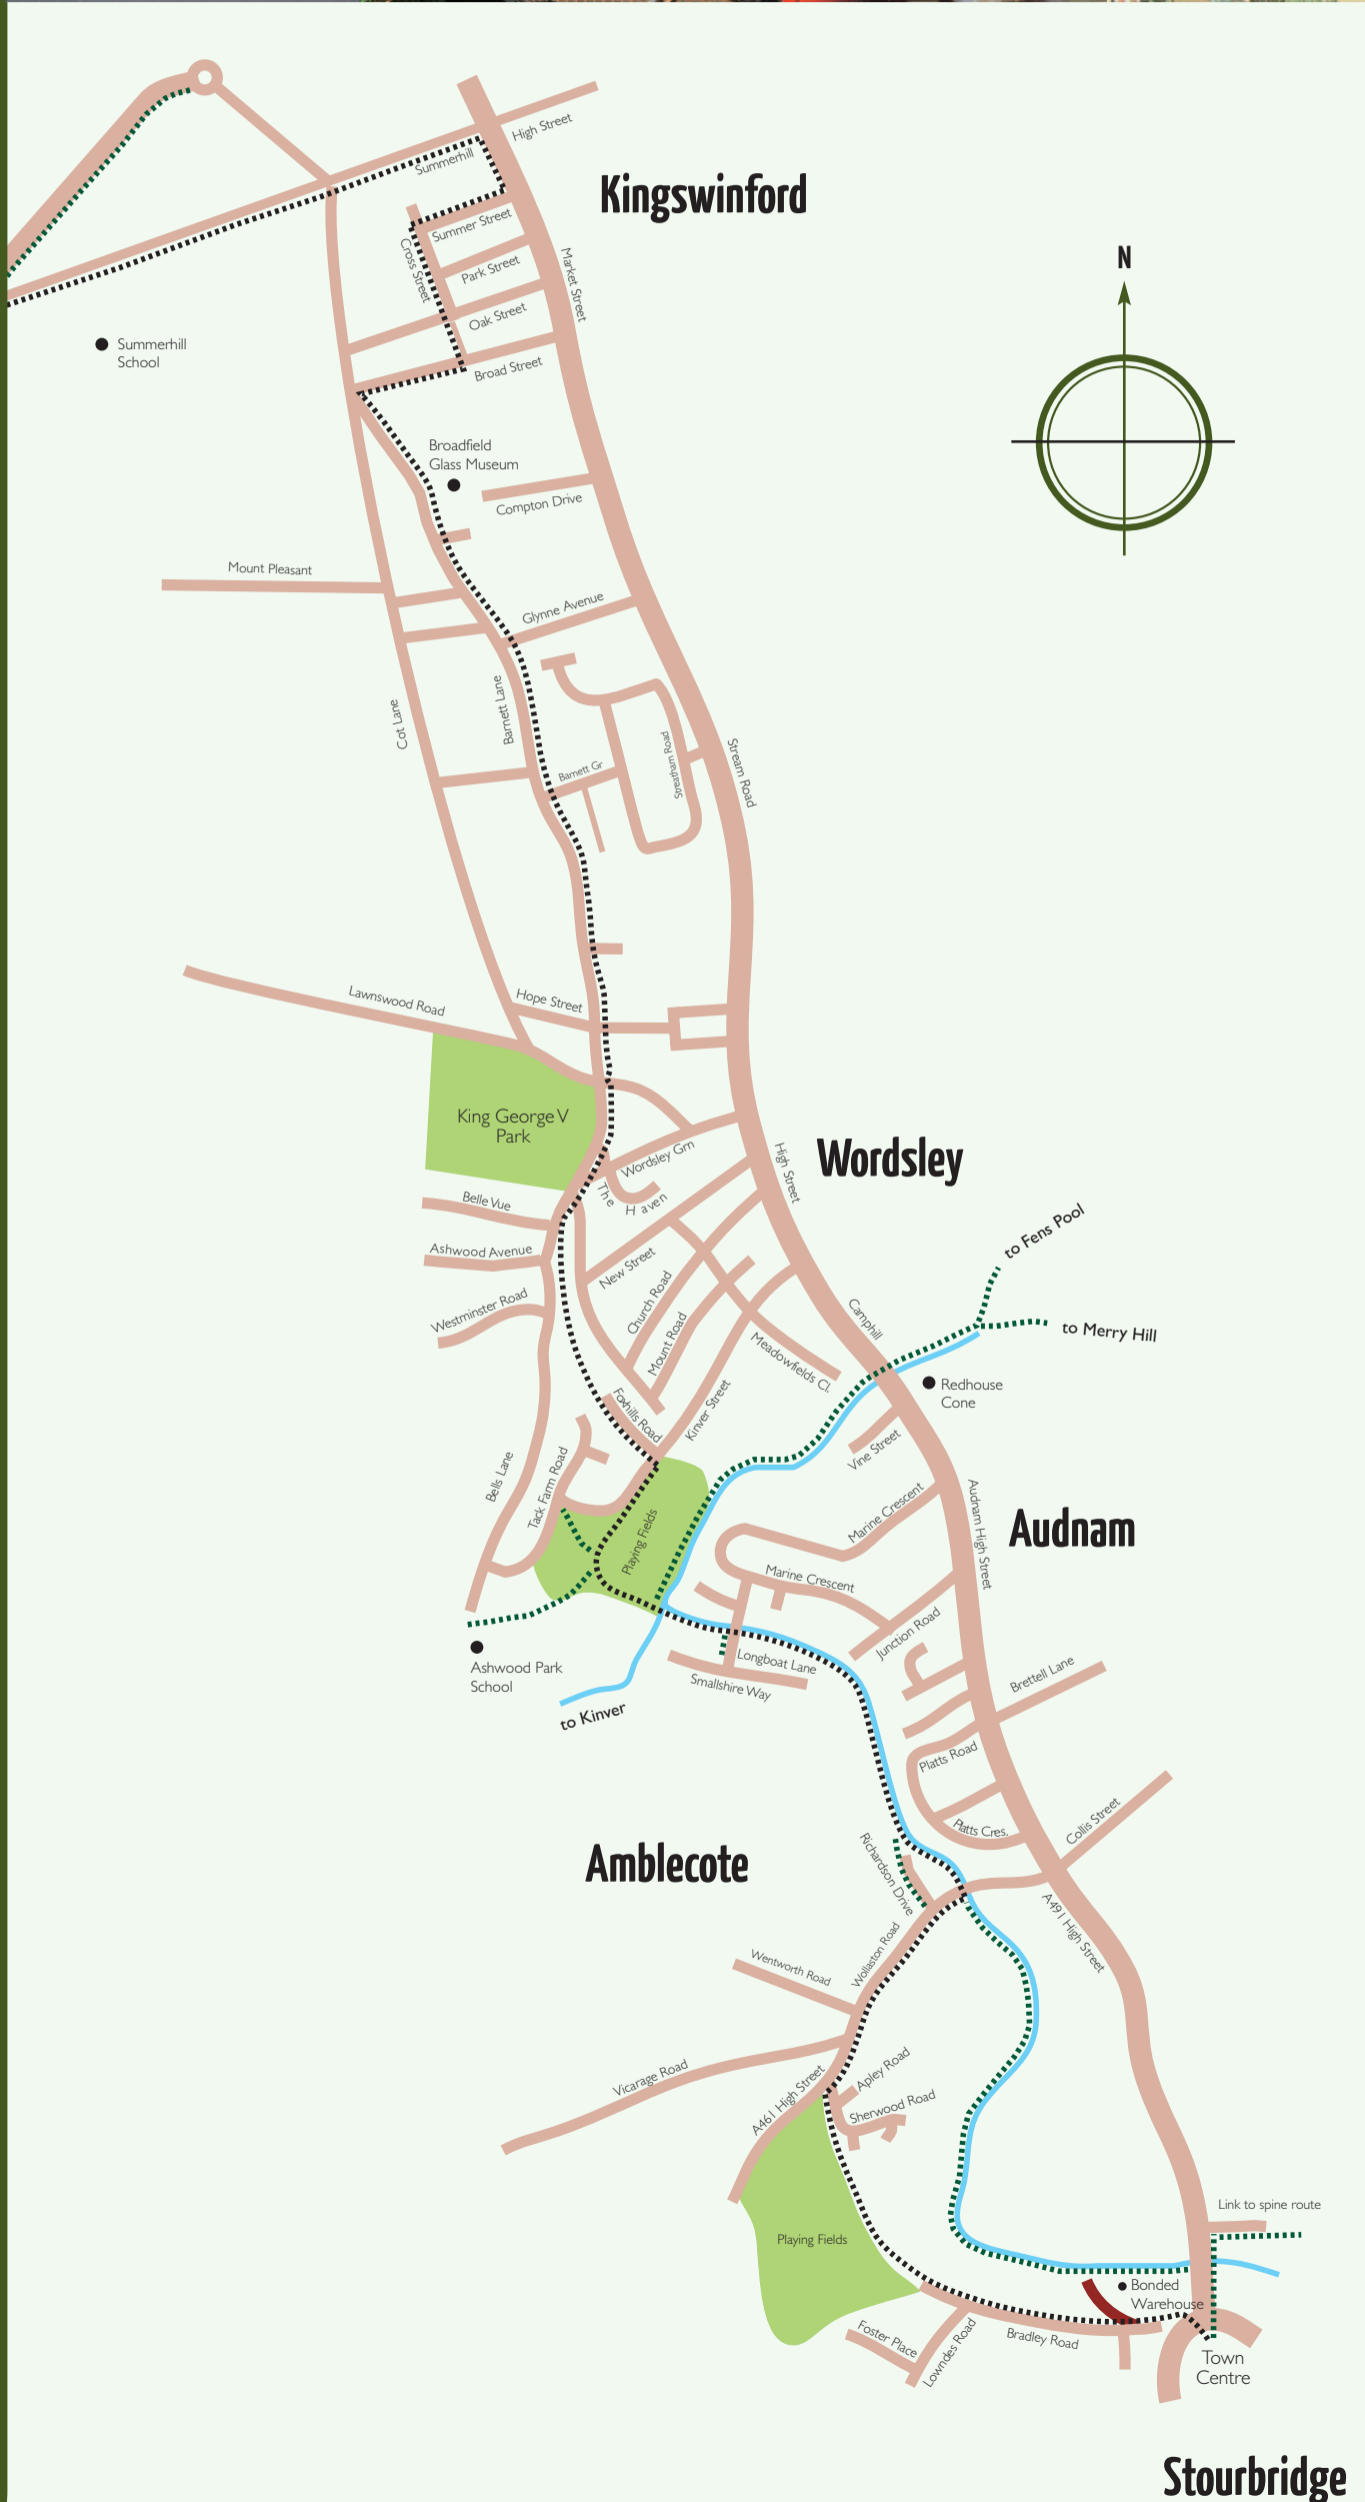 High Street
Summerhill
Kingswinford
Summer Street
Cross Street
Park Street
Market Street
N
Oak Street
Summerhill
School
Broad Street
Broadfield
Glass Museum
Compton Drive
Mount Pleasant
Glynne Avenue
Cot Lane
Barnett Lane
Barnett Gr
Streatham Road
Stream Road
Lawnswood Road
Hope Street
King George V
Park
Wordsley Grn
High Street
Wordsley
The Haven
Belle Vue
Ashwood Avenue
New Street
Westminster Road
Church Road
Mount Road
Meadowfields Cl.
Camphill
to Fens Pool
to Merry Hill
Redhouse
Cone
Foxhills Road
Kinver Street
Vine Street
Bells Lane
Tack Farm Road
Playing Fields
Marine Crescent
Audnam High Street
Audnam
Marine Crescent
Junction Road
Longboat Lane
Smallshire Way
Ashwood Park
School
to Kinver
Brettell Lane
Platts Road
Platts Cres.
Collis Street
Amblecote
Richardson Drive
A491 High Street
Wollaston Road
Wentworth Road
Vicarage Road
A461 High Street
Apley Road
Sherwood Road
Playing Fields
Link to spine route
Bonded
Warehouse
Foster Place
Lowndes Road
Bradley Road
Town
Centre
Stourbridge